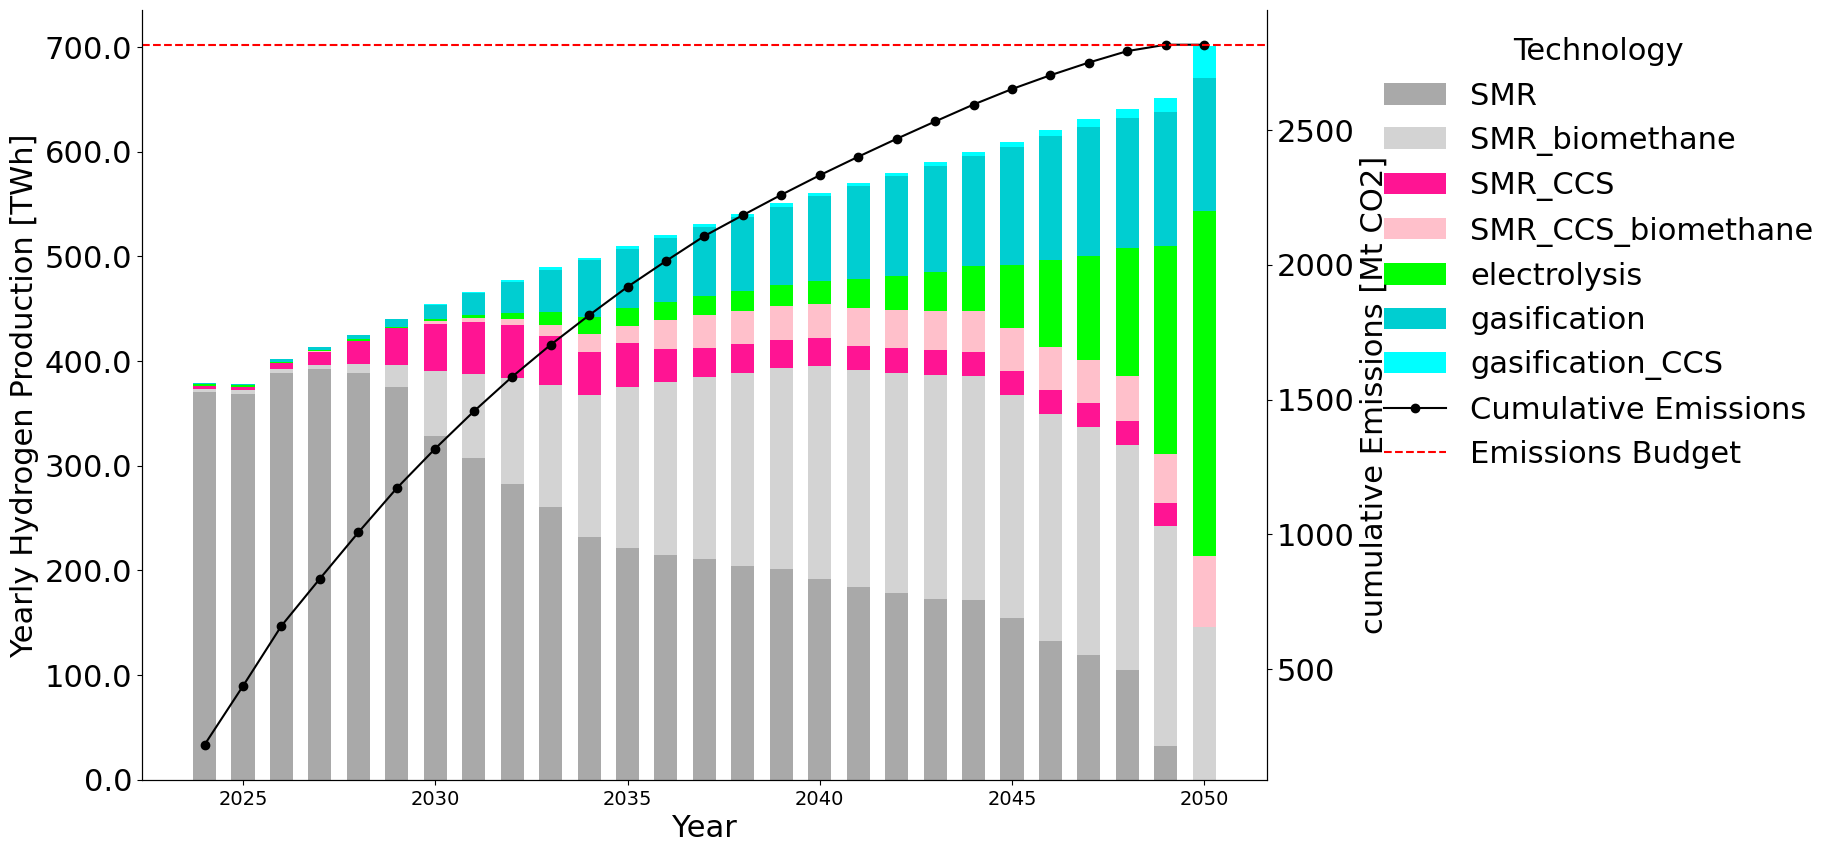 Yearly Hydrogen Production [TWh]
700.0
600.0
500.0
400.0
300.0
200.0
100.0
0.0
2025
2030
2035
2040
2045
2050
Year
2500
2000
1500
1000
500
cumulative Emissions [Mt CO2]
Technology
SMR
SMR_biomethane
SMR_CCS
SMR_CCS_biomethane
electrolysis
gasification
gasification_CCS
Cumulative Emissions
Emissions Budget